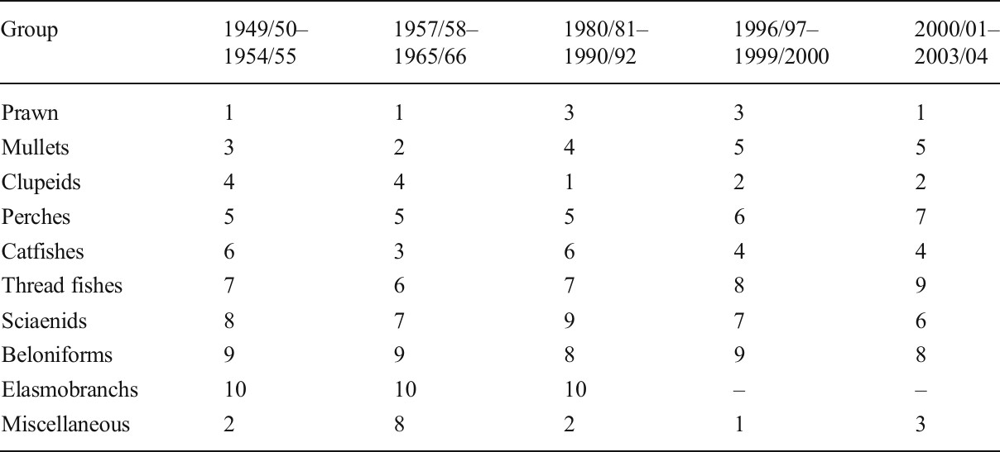 Group 1949/50– 1957/58– 1980/81– 1996/97– 2000/01–
1954/55 1965/66 1990/92 1999/2000 2003/04
Prawn 1 1 3 3 1
Mullets 3 2 4 5 5
Clupeids 4 4 1 2 2
Perches 5 5 5 6 7
Catfishes 6 3 6 4 4
Thread fishes 7 6 7 8 9
Sciaenids 8 7 9 7 6
Beloniforms 9 9 8 9 8
Elasmobranchs 10 10 10 – –
Miscellaneous 2 8 2 1 3